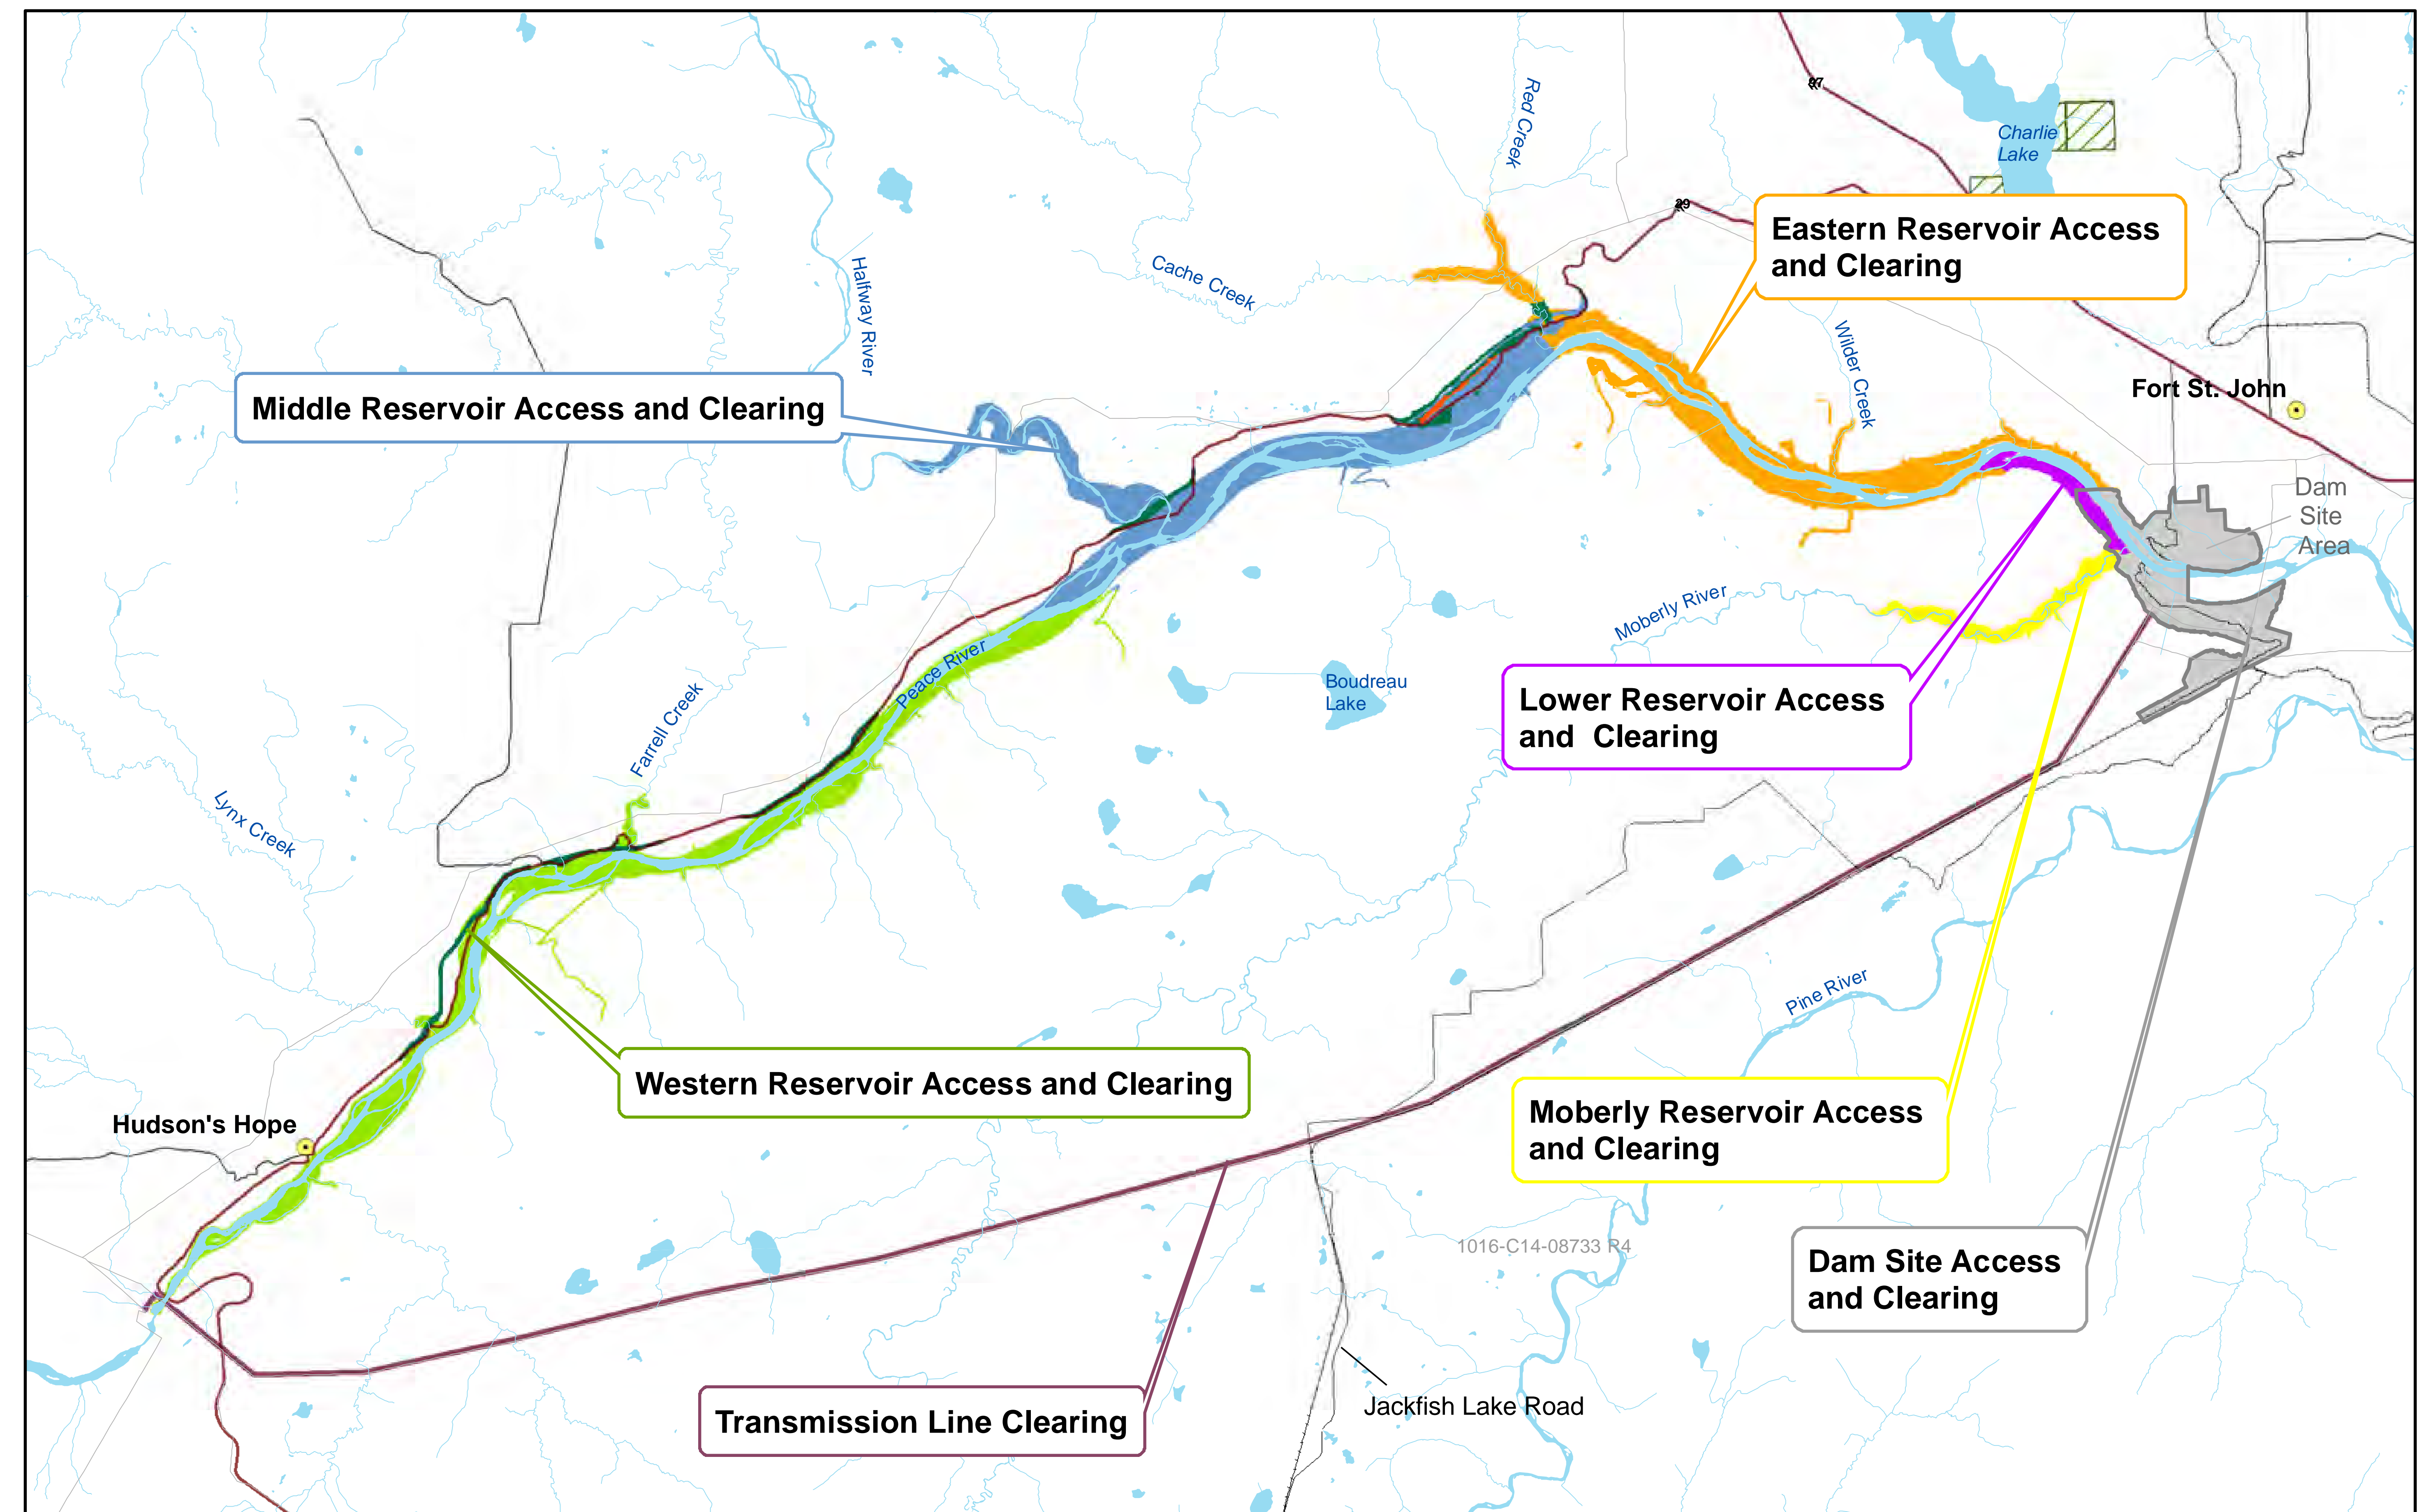 97
Red Creek
Charlie
Lake
29
Eastern Reservoir Access
and Clearing
Halfway River
Cache Creek
Wilder Creek
Fort St. John
Middle Reservoir Access and Clearing
Dam
Site
Area
Moberly River
Peace River
Boudreau
Lake
Lower Reservoir Access
and  Clearing
Farrell Creek
Lynx Creek
Pine River
Western Reservoir Access and Clearing
Hudson's Hope
Moberly Reservoir Access
and Clearing
1016-C14-08733 R4
Dam Site Access
and Clearing
Jackfish Lake Road
Transmission Line Clearing